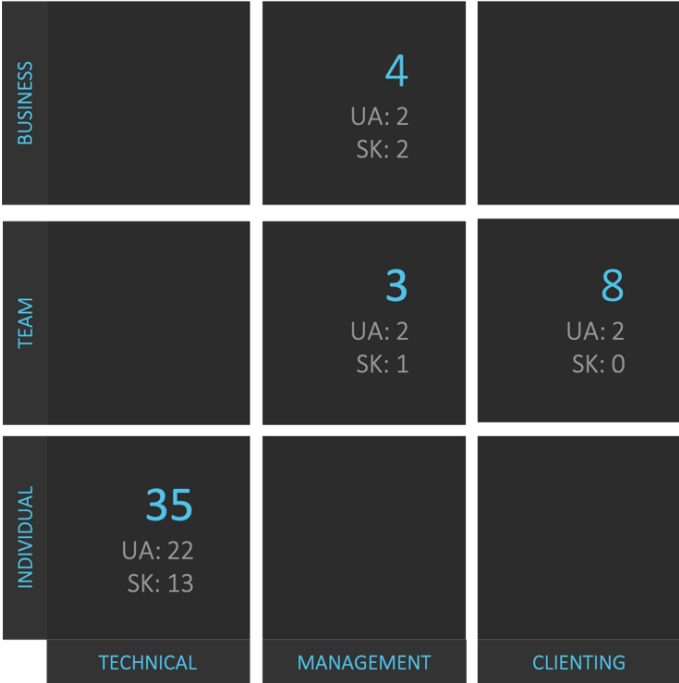 BUSINESS
4
UA: 2
SK: 2
TEAM
3
UA: 2
SK: 1
8
UA: 2
SK: 0
INDIVIDUAL
35
UA: 22
SK: 13
TECHNICAL
MANAGEMENT
CLIENTING